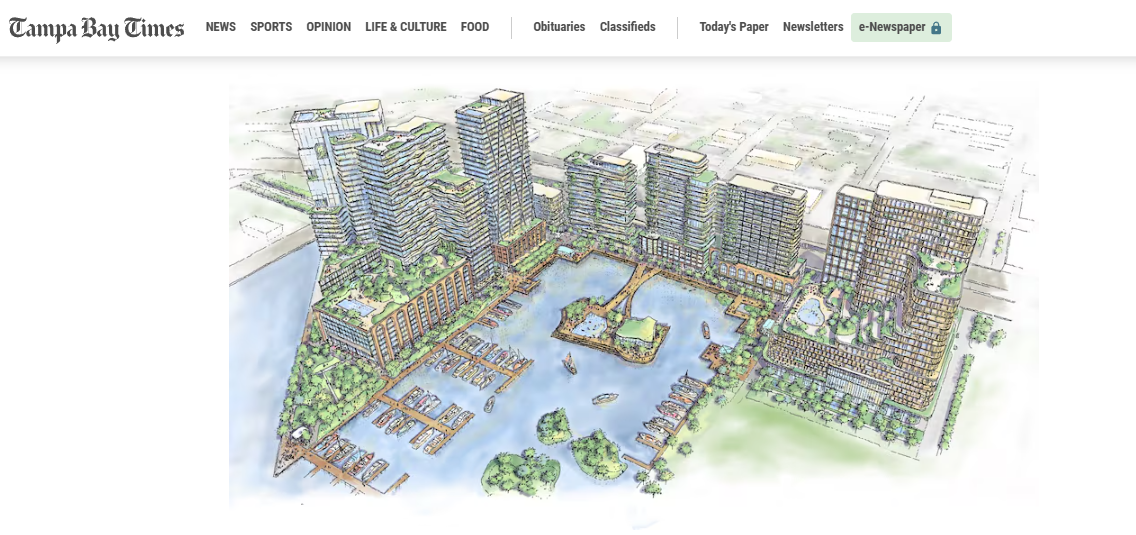 Tampa Bay Times NEWS SPORTS OPINION LIFE & CULTURE FOOD Obituaries Classifieds Today's Paper Newsletters e-Newspaper